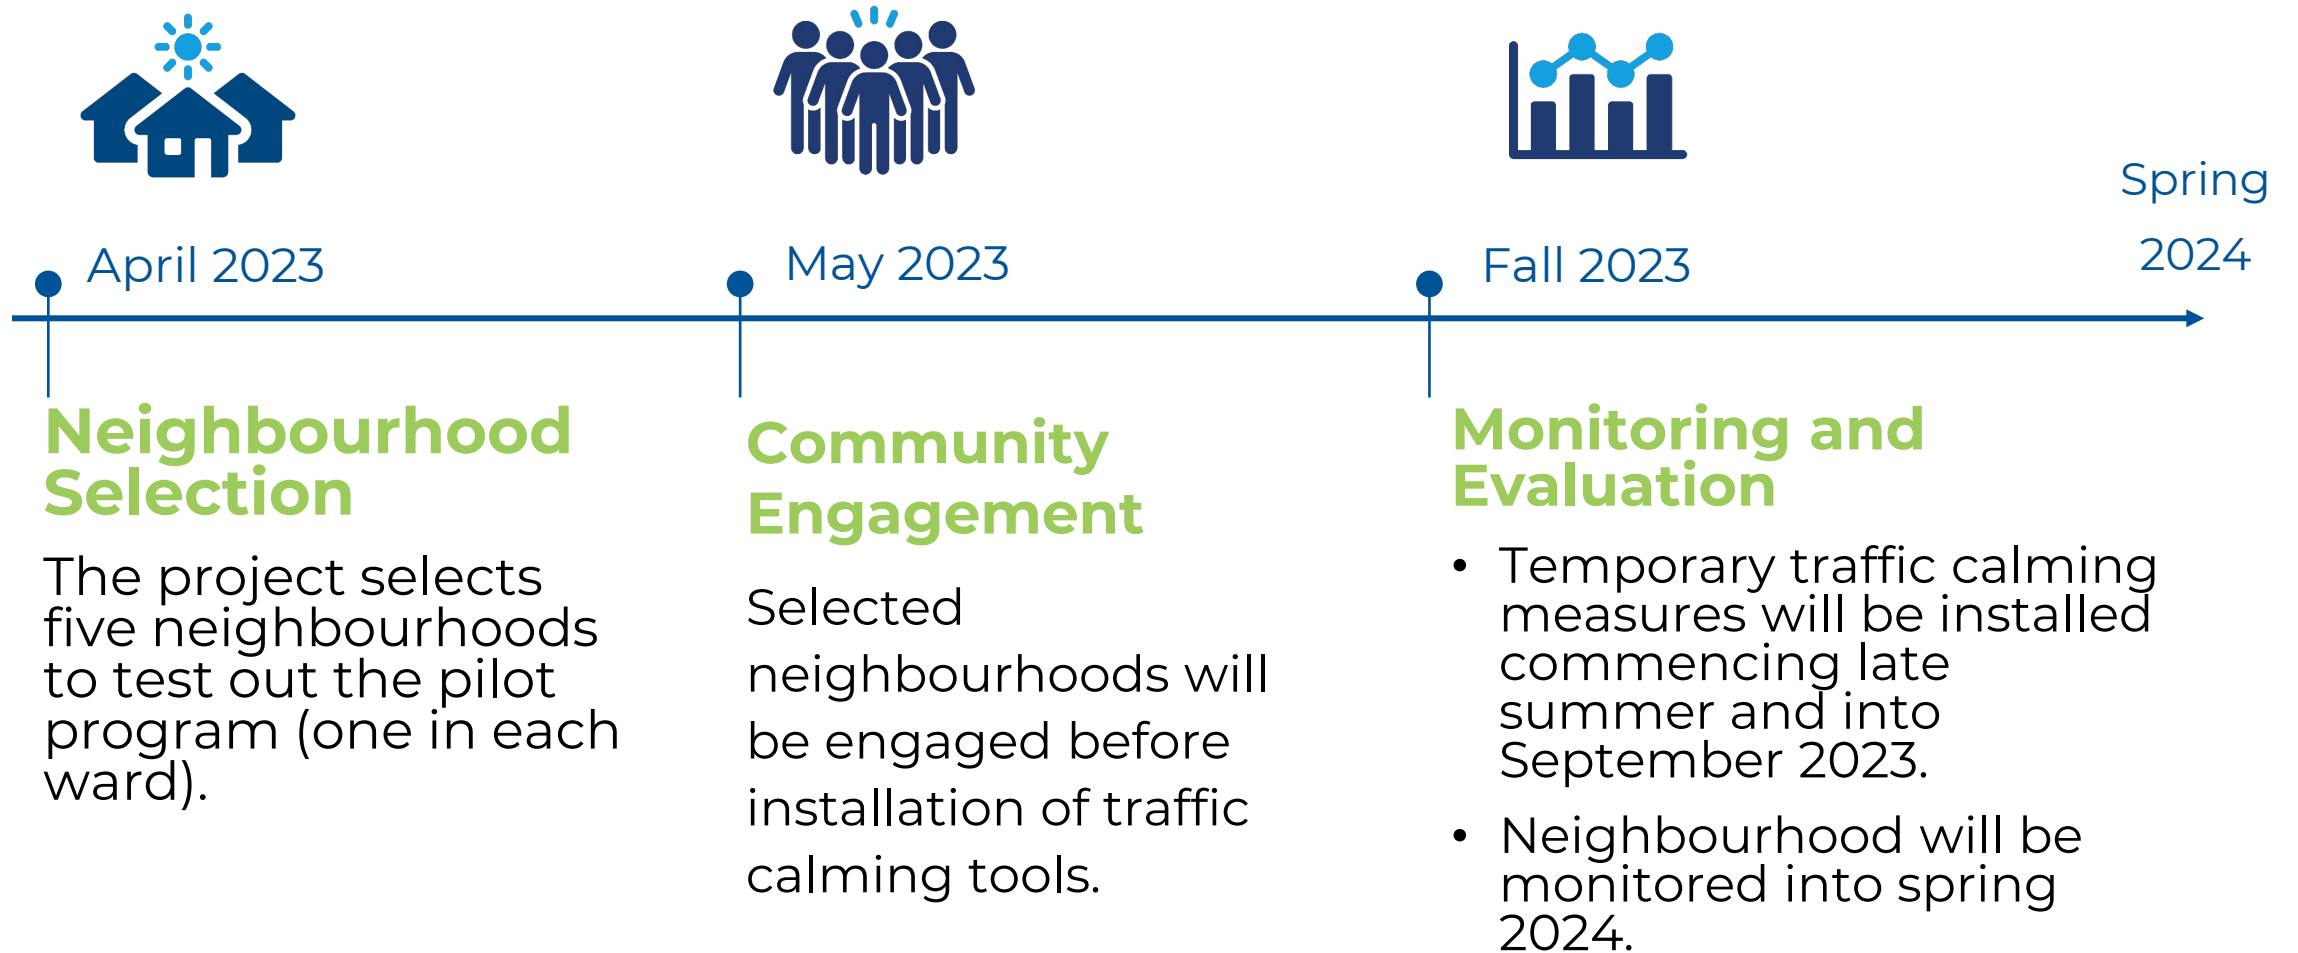 April 2023
May 2023
Fall 2023
Spring
2024
Neighbourhood
Selection
The project selects
five neighbourhoods
to test out the pilot
program (one in each
ward).
Community
Engagement
Selected
neighbourhoods will
be engaged before
installation of traffic
calming tools.
Monitoring and
Evaluation
• Temporary traffic calming
measures will be installed
commencing late
summer and into
September 2023.
• Neighbourhood will be
monitored into spring
2024.